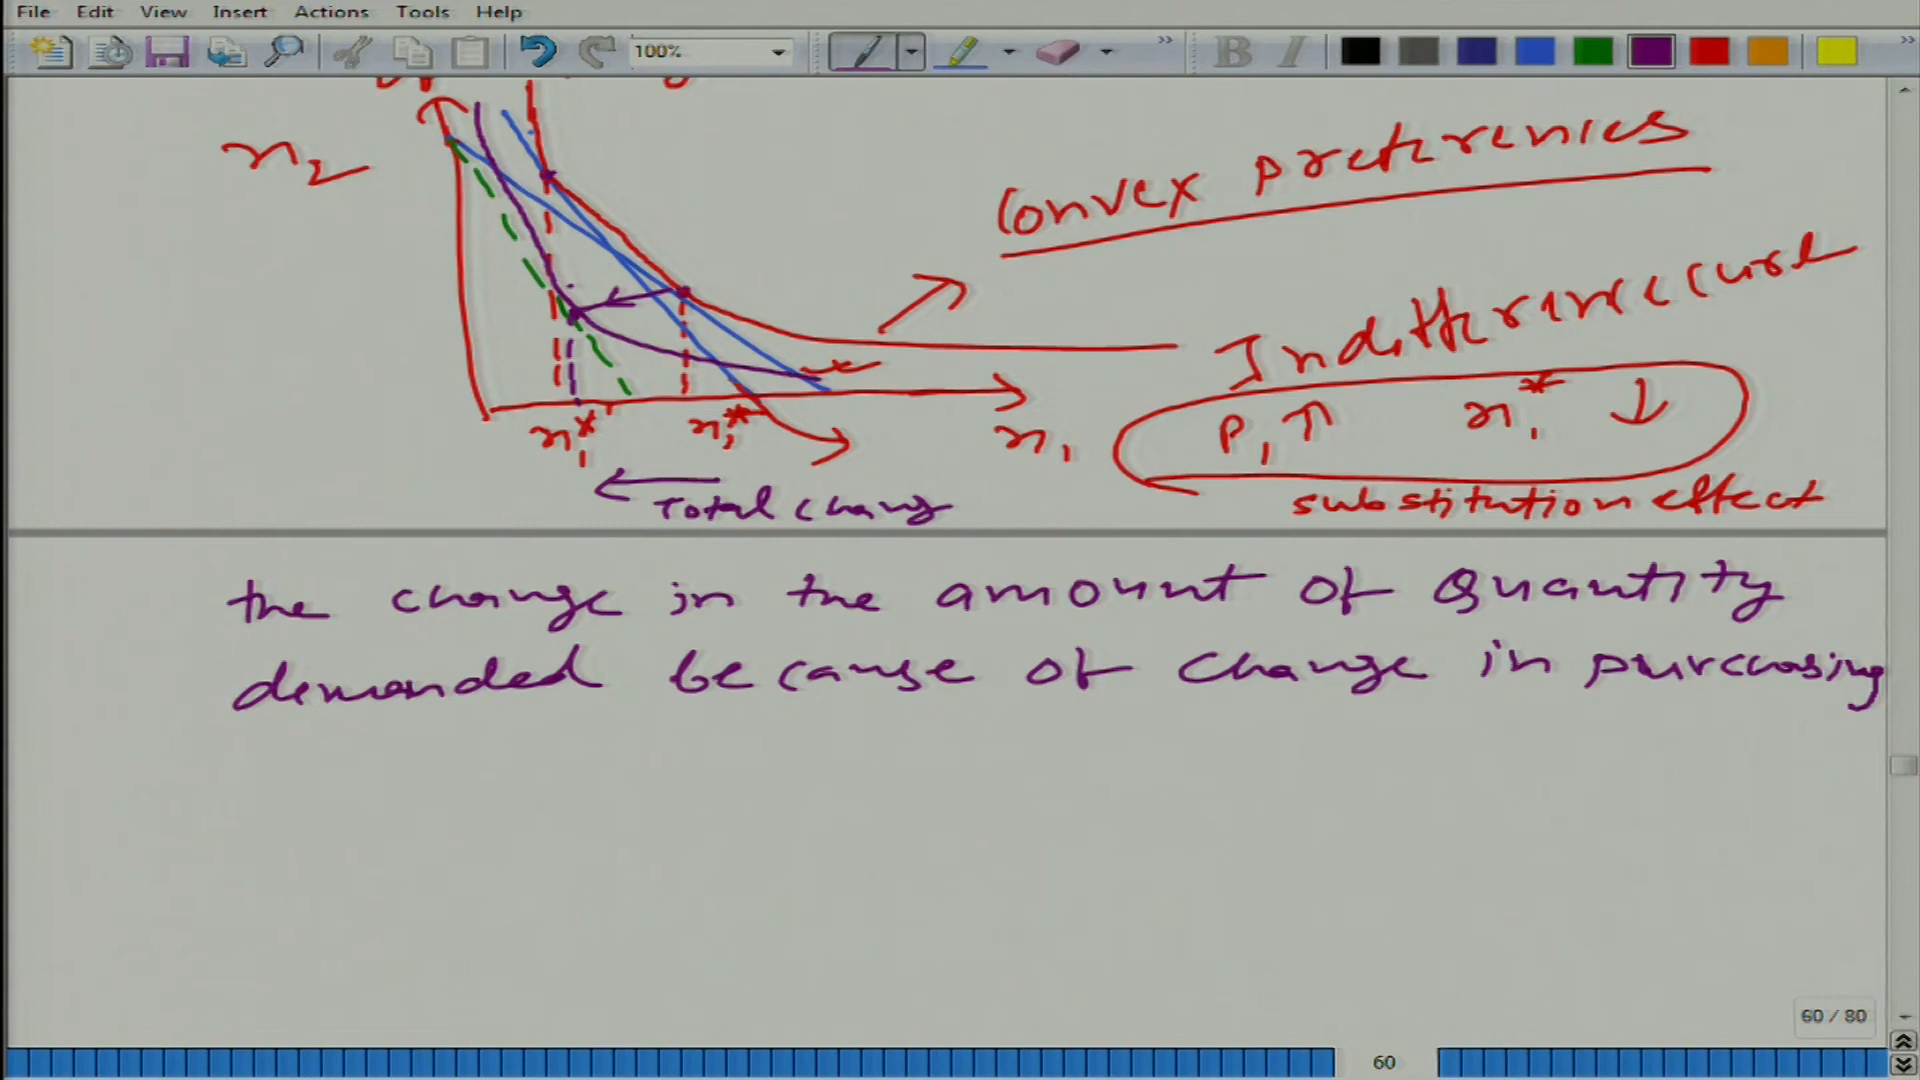 File Edit View Insert Actions Tools Help
100%
B I
x₂
Convex preferences
Indifference curve
P₁ ↑ x₁* ↓
x₁*' x₁* x₁
substitution effect
Total chang
the change in the amount of Quantity
demanded because of change in purchasing
60 / 80
60